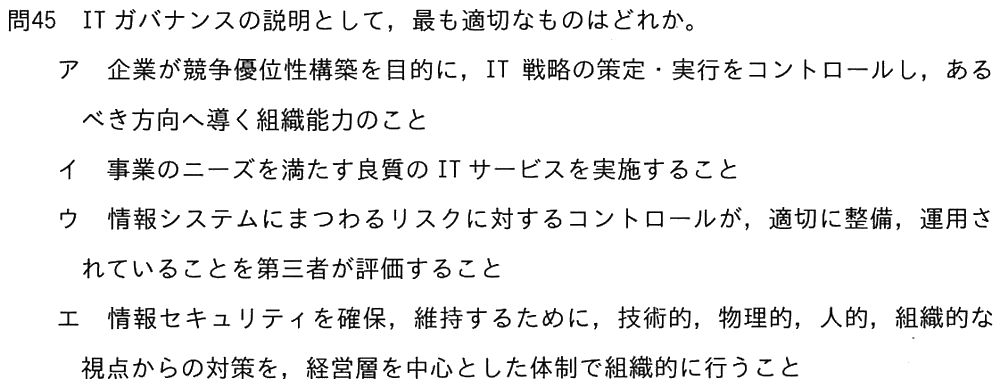 問45 ITガバナンスの説明として，最も適切なものはどれか。
ア 企業が競争優位性構築を目的に，IT 戦略の策定・実行をコントロールし，ある
べき方向へ導く組織能力のこと
イ 事業のニーズを満たす良質の IT サービスを実施すること
ウ 情報システムにまつわるリスクに対するコントロールが，適切に整備，運用さ
れていることを第三者が評価すること
エ 情報セキュリティを確保，維持するために，技術的，物理的，人的，組織的な
視点からの対策を，経営層を中心とした体制で組織的に行うこと